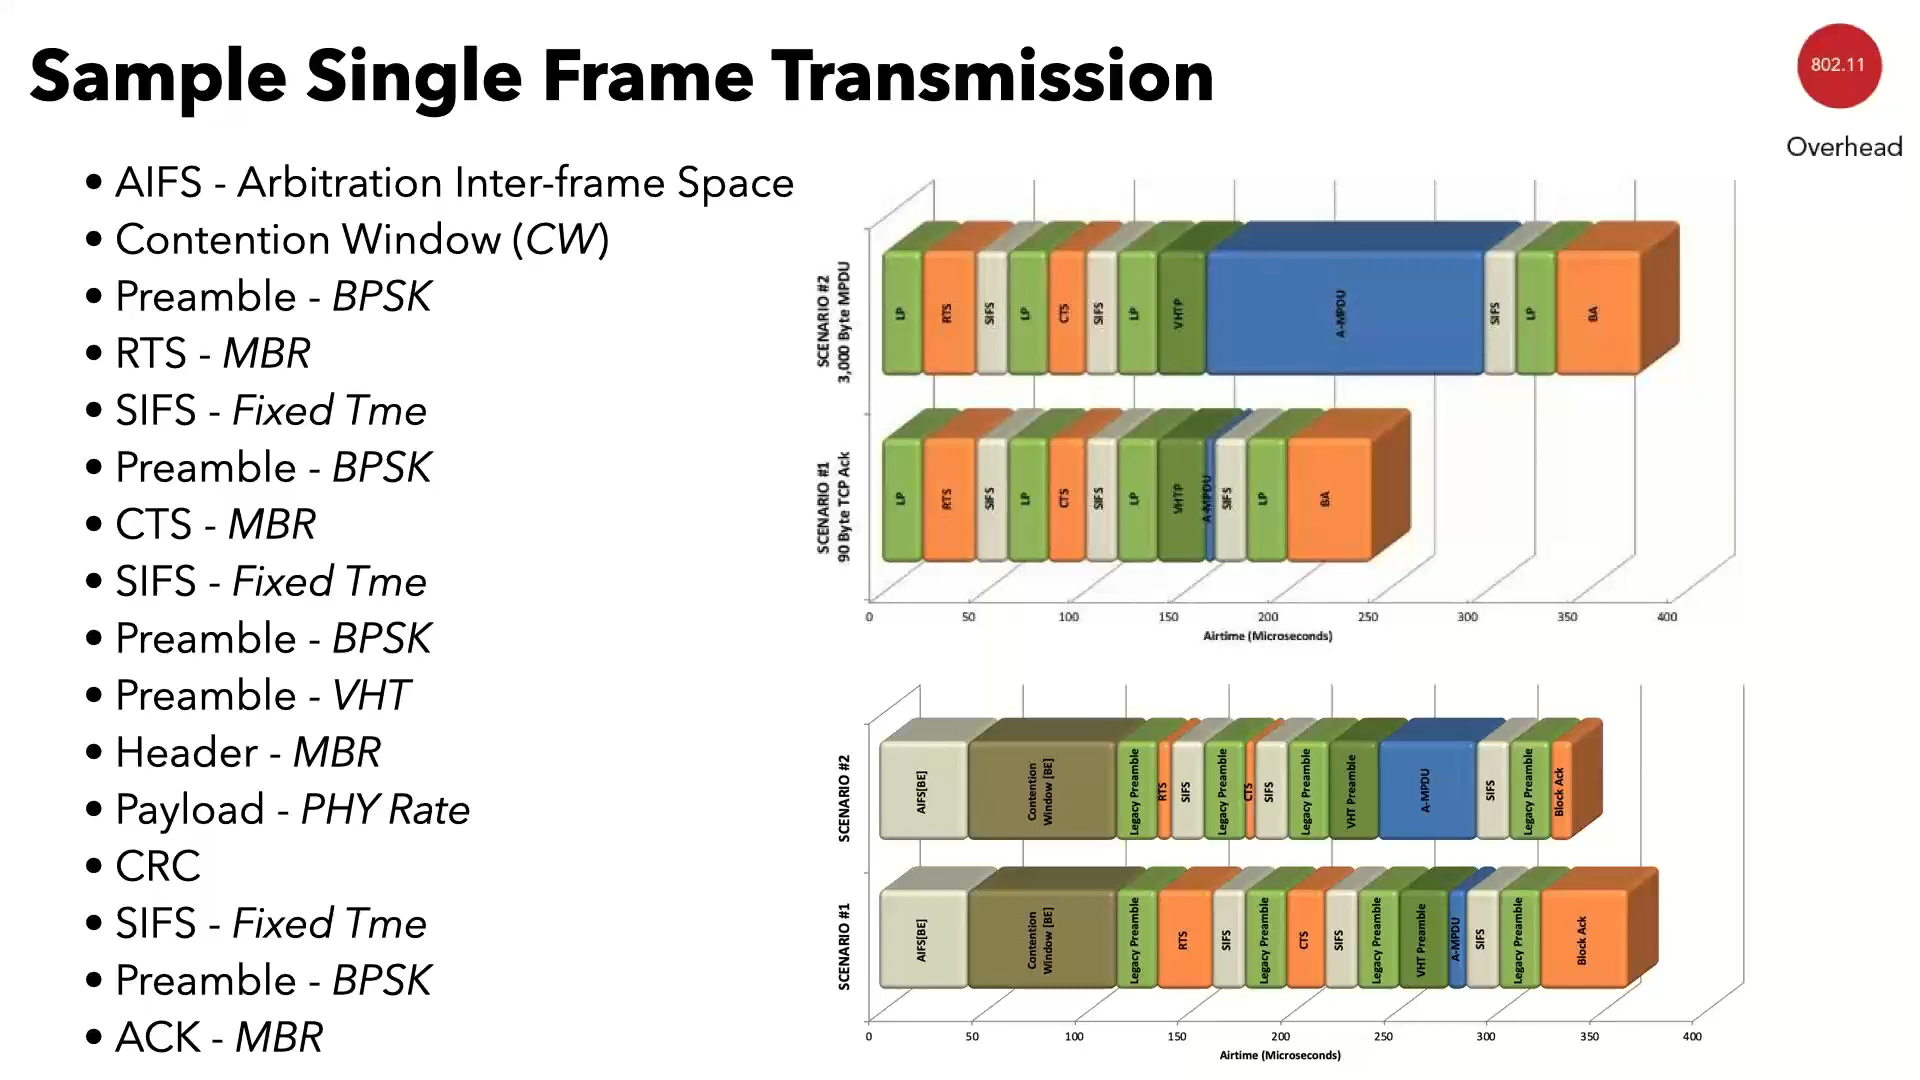 Sample Single Frame Transmission
802.11
Overhead
• AIFS - Arbitration Inter-frame Space
• Contention Window (CW)
• Preamble - BPSK
• RTS - MBR
• SIFS - Fixed Tme
• Preamble - BPSK
• CTS - MBR
• SIFS - Fixed Tme
• Preamble - BPSK
• Preamble - VHT
• Header - MBR
• Payload - PHY Rate
• CRC
• SIFS - Fixed Tme
• Preamble - BPSK
• ACK - MBR
SCENARIO #2
3,000 Byte MPDU
LP RTS SIFS LP CTS SIFS LP VHTP A-MPDU SIFS LP BA
SCENARIO #1
90 Byte TCP Ack
LP RTS SIFS LP CTS SIFS LP VHTP A-MPDU SIFS LP BA
0 50 100 150 200 250 300 350 400
Airtime (Microseconds)
SCENARIO #2
AIFS[BE] Contention Window [BE] Legacy Preamble RTS SIFS Legacy Preamble CTS SIFS Legacy Preamble VHT Preamble A-MPDU SIFS Legacy Preamble Block Ack
SCENARIO #1
AIFS[BE] Contention Window [BE] Legacy Preamble RTS SIFS Legacy Preamble CTS SIFS Legacy Preamble VHT Preamble A-MPDU SIFS Legacy Preamble Block Ack
0 50 100 150 200 250 300 350 400
Airtime (Microseconds)